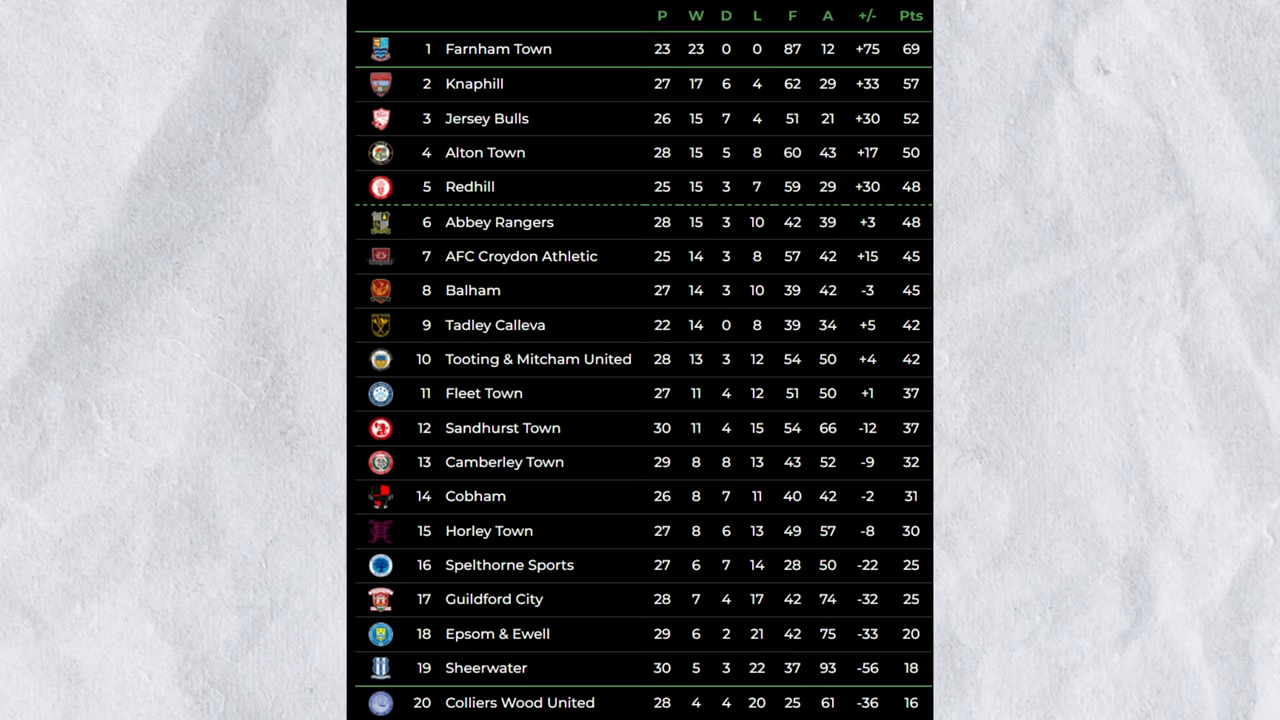 P W D L F A +/- Pts
1 Farnham Town 23 23 0 0 87 12 +75 69
2 Knaphill 27 17 6 4 62 29 +33 57
3 Jersey Bulls 26 15 7 4 51 21 +30 52
4 Alton Town 28 15 5 8 60 43 +17 50
5 Redhill 25 15 3 7 59 29 +30 48
6 Abbey Rangers 28 15 3 10 42 39 +3 48
7 AFC Croydon Athletic 25 14 3 8 57 42 +15 45
8 Balham 27 14 3 10 39 42 -3 45
9 Tadley Calleva 22 14 0 8 39 34 +5 42
10 Tooting & Mitcham United 28 13 3 12 54 50 +4 42
11 Fleet Town 27 11 4 12 51 50 +1 37
12 Sandhurst Town 30 11 4 15 54 66 -12 37
13 Camberley Town 29 8 8 13 43 52 -9 32
14 Cobham 26 8 7 11 40 42 -2 31
15 Horley Town 27 8 6 13 49 57 -8 30
16 Spelthorne Sports 27 6 7 14 28 50 -22 25
17 Guildford City 28 7 4 17 42 74 -32 25
18 Epsom & Ewell 29 6 2 21 42 75 -33 20
19 Sheerwater 30 5 3 22 37 93 -56 18
20 Colliers Wood United 28 4 4 20 25 61 -36 16